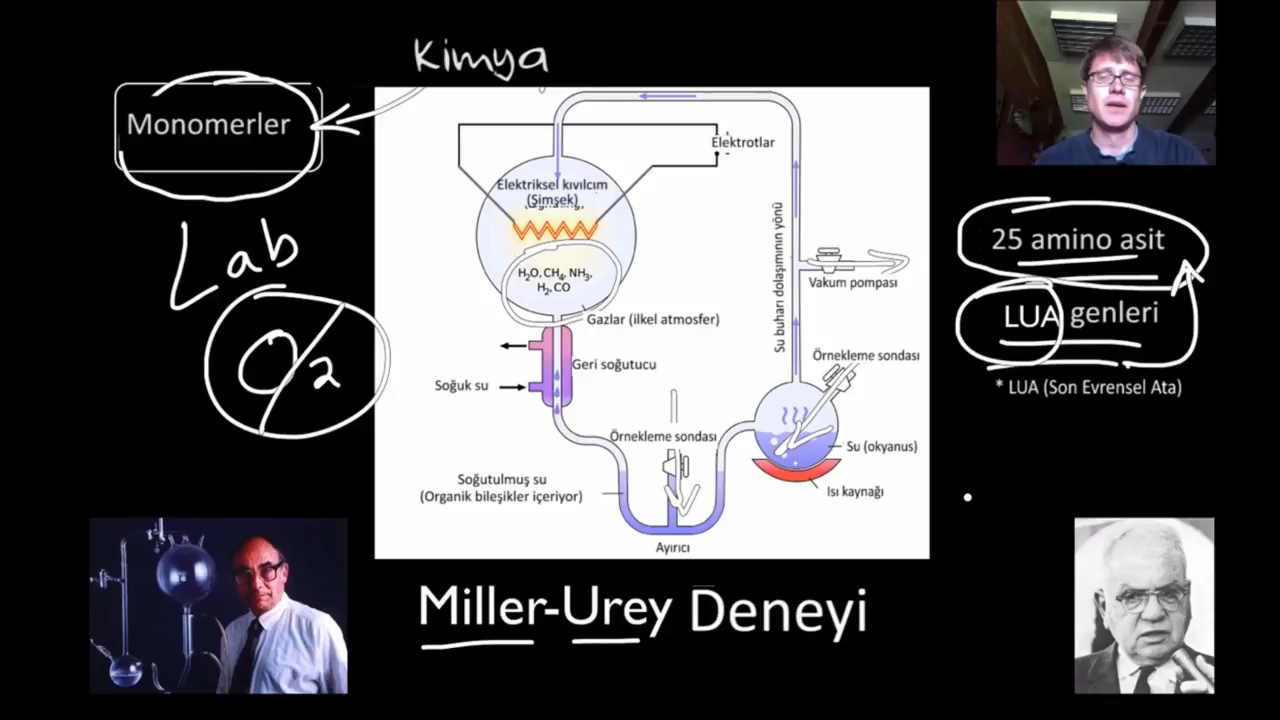 Kimya
Monomerler
Lab
O2
Elektrotlar
Elektriksel kıvılcım
(Şimşek)
H₂O, CH₄, NH₃,
H₂, CO
Gazlar (ilkel atmosfer)
Geri soğutucu
Soğuk su
Su buharı dolaşımının yönü
Vakum pompası
Örnekleme sondası
Örnekleme sondası
Su (okyanus)
Isı kaynağı
Soğutulmuş su
(Organik bileşikler içeriyor)
Ayırıcı
25 amino asit
LUA genleri
* LUA (Son Evrensel Ata)
Miller-Urey Deneyi